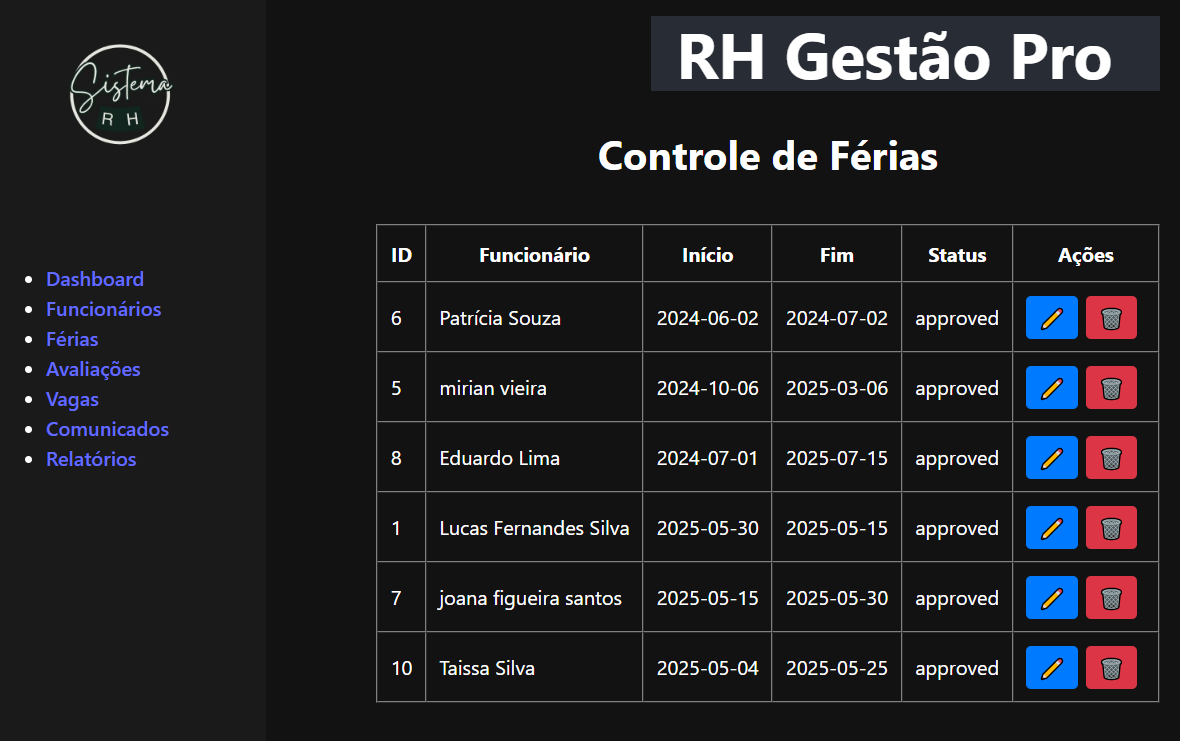 Sistema
R H
RH Gestão Pro
Dashboard
Funcionários
Férias
Avaliações
Vagas
Comunicados
Relatórios
Controle de Férias
ID Funcionário Início Fim Status Ações
6 Patrícia Souza 2024-06-02 2024-07-02 approved
5 mirian vieira 2024-10-06 2025-03-06 approved
8 Eduardo Lima 2024-07-01 2025-07-15 approved
1 Lucas Fernandes Silva 2025-05-30 2025-05-15 approved
7 joana figueira santos 2025-05-15 2025-05-30 approved
10 Taissa Silva 2025-05-04 2025-05-25 approved